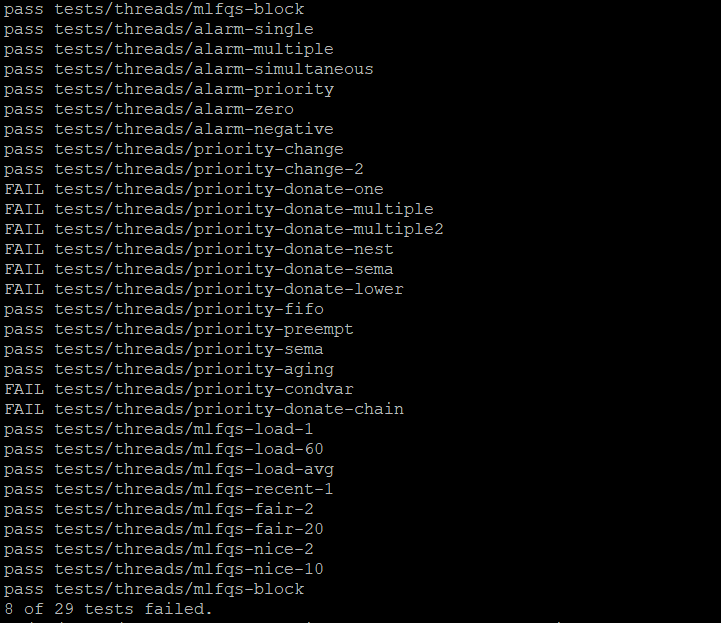 pass tests/threads/mlfqs-block
pass tests/threads/alarm-single
pass tests/threads/alarm-multiple
pass tests/threads/alarm-simultaneous
pass tests/threads/alarm-priority
pass tests/threads/alarm-zero
pass tests/threads/alarm-negative
pass tests/threads/priority-change
pass tests/threads/priority-change-2
FAIL tests/threads/priority-donate-one
FAIL tests/threads/priority-donate-multiple
FAIL tests/threads/priority-donate-multiple2
FAIL tests/threads/priority-donate-nest
FAIL tests/threads/priority-donate-sema
FAIL tests/threads/priority-donate-lower
pass tests/threads/priority-fifo
pass tests/threads/priority-preempt
pass tests/threads/priority-sema
pass tests/threads/priority-aging
FAIL tests/threads/priority-condvar
FAIL tests/threads/priority-donate-chain
pass tests/threads/mlfqs-load-1
pass tests/threads/mlfqs-load-60
pass tests/threads/mlfqs-load-avg
pass tests/threads/mlfqs-recent-1
pass tests/threads/mlfqs-fair-2
pass tests/threads/mlfqs-fair-20
pass tests/threads/mlfqs-nice-2
pass tests/threads/mlfqs-nice-10
pass tests/threads/mlfqs-block
8 of 29 tests failed.